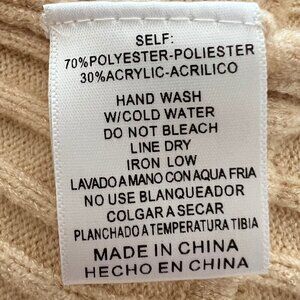 SELF:
70%POLYESTER-POLIESTER
30%ACRYLIC-ACRILICO
HAND WASH
W/COLD WATER
DO NOT BLEACH
LINE DRY
IRON LOW
LAVADO A MANO CON AQUA FRIA
NO USE BLANQUEADOR
COLGAR A SECAR
PLANCHADO A TEMPERATURA TIBIA
MADE IN CHINA
HECHO EN CHINA